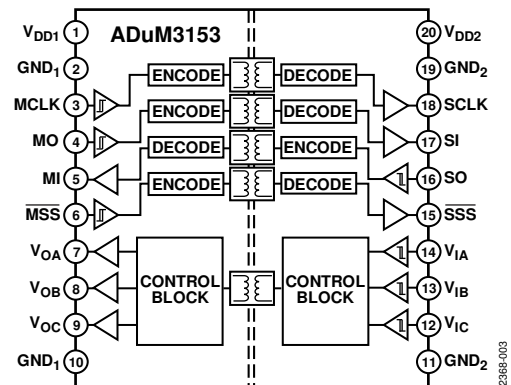 ADuM3153
VDD1 1
20 VDD2
GND1 2
19 GND2
ENCODE
DECODE
MCLK 3
18 SCLK
ENCODE
DECODE
MO 4
17 SI
DECODE
ENCODE
MI 5
16 SO
ENCODE
DECODE
MSS 6
15 SSS
VOA 7
14 VIA
CONTROL BLOCK
CONTROL BLOCK
VOB 8
13 VIB
VOC 9
12 VIC
GND1 10
11 GND2
2368-003